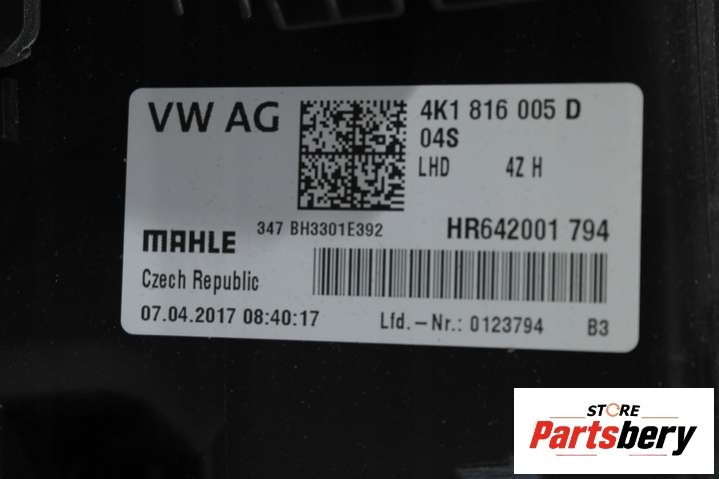 VW AG
4K1 816 005 D
04S
LHD 4Z H
347 BH3301E392
HR642001 794
MAHLE
Czech Republic
07.04.2017 08:40:17
Lfd.-Nr.: 0123794 B3
STORE
Partsbery